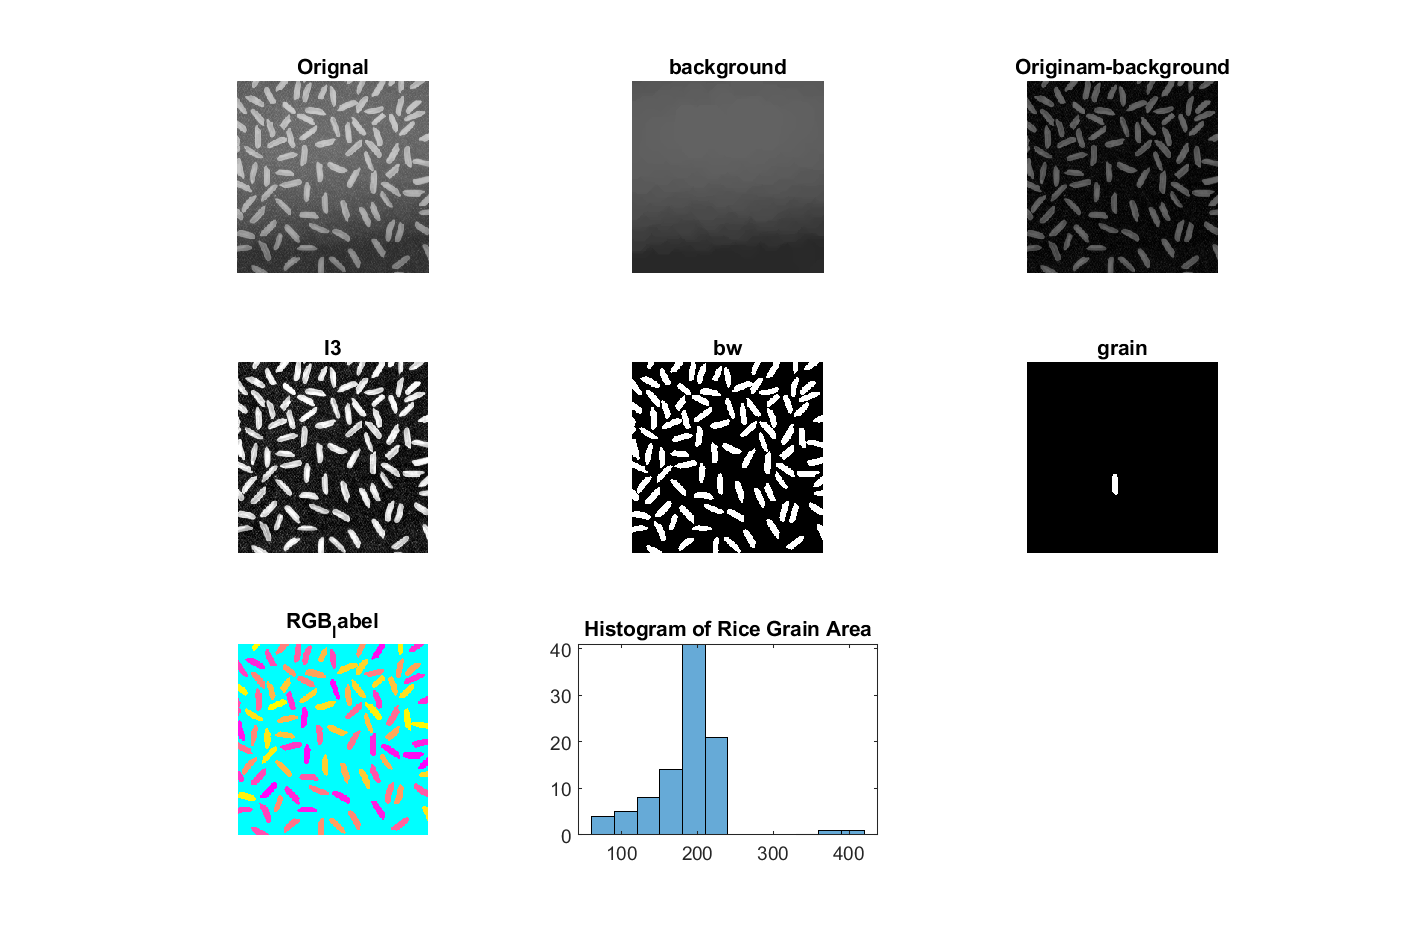 Orignal
background
Originam-background
I3
bw
grain
RGBlabel
Histogram of Rice Grain Area
40
30
20
10
0
100 200 300 400